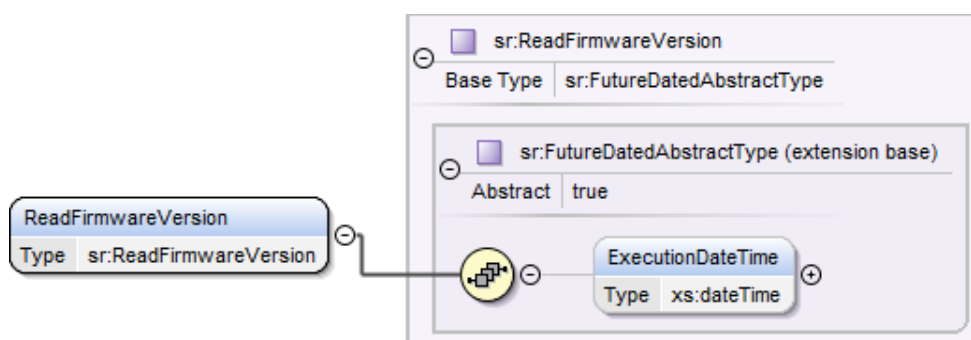 sr:ReadFirmwareVersion
Base Type sr:FutureDatedAbstractType
sr:FutureDatedAbstractType (extension base)
Abstract true
ReadFirmwareVersion
Type sr:ReadFirmwareVersion
ExecutionDateTime
Type xs:dateTime